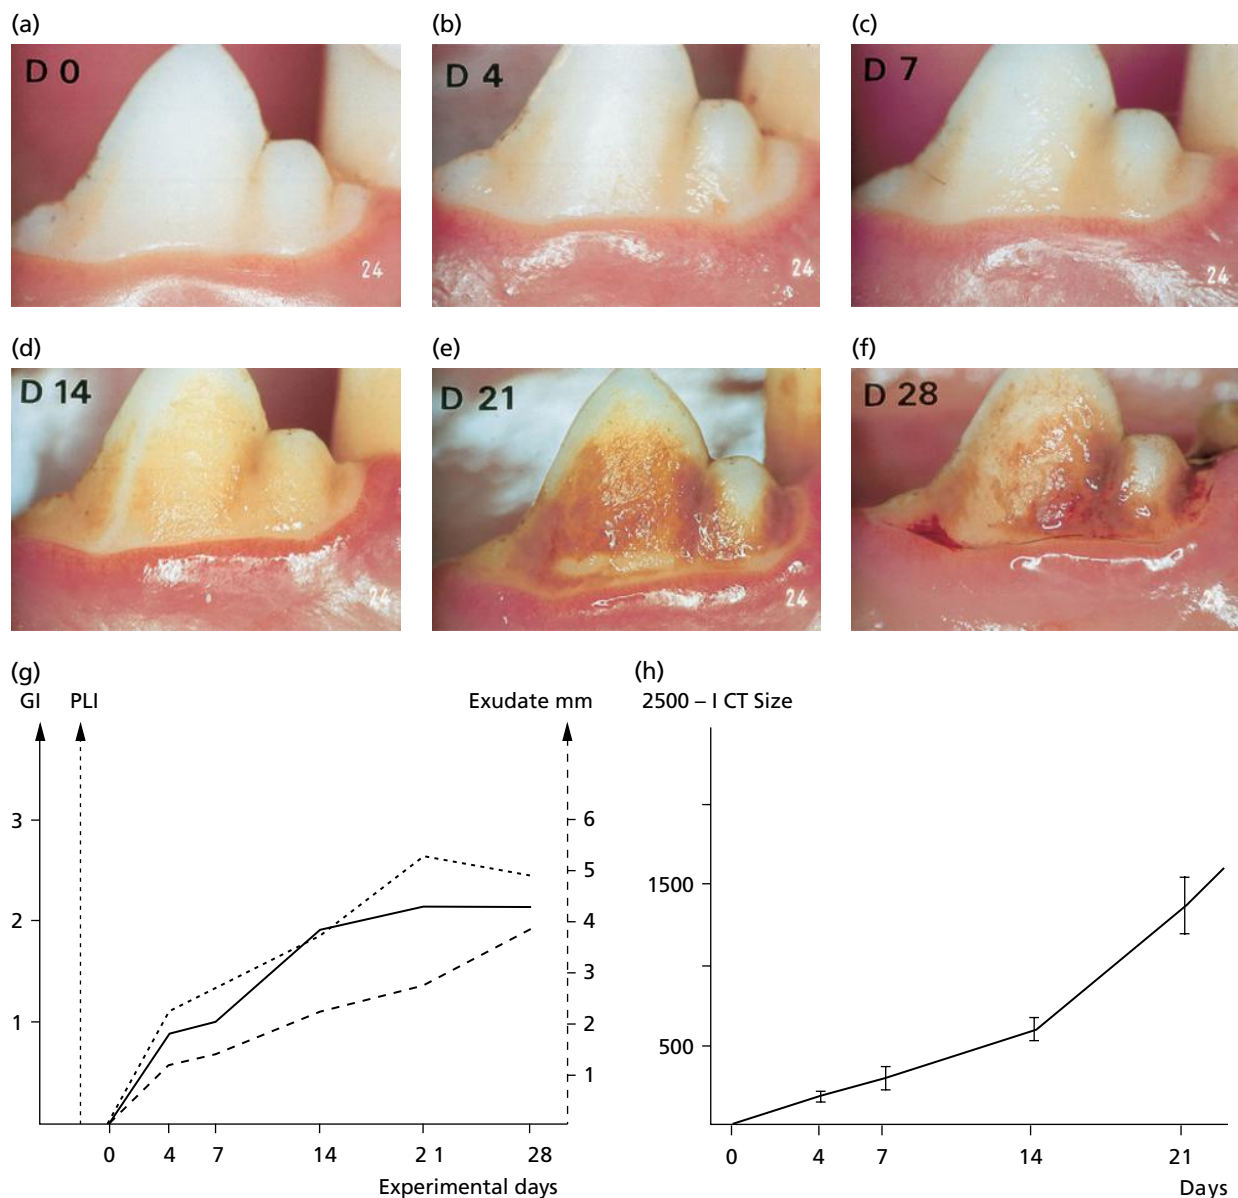 (a)
(b)
(c)
D 0
D 4
D 7
24
24
24
(d)
(e)
(f)
D 14
D 21
D 28
24
24
(g)
GI PLI
Exudate mm
3
2
1
6
5
4
3
2
1
0 4 7 14 2 1 28
Experimental days
(h)
2500 – I CT Size
1500
500
0 4 7 14 21
Days